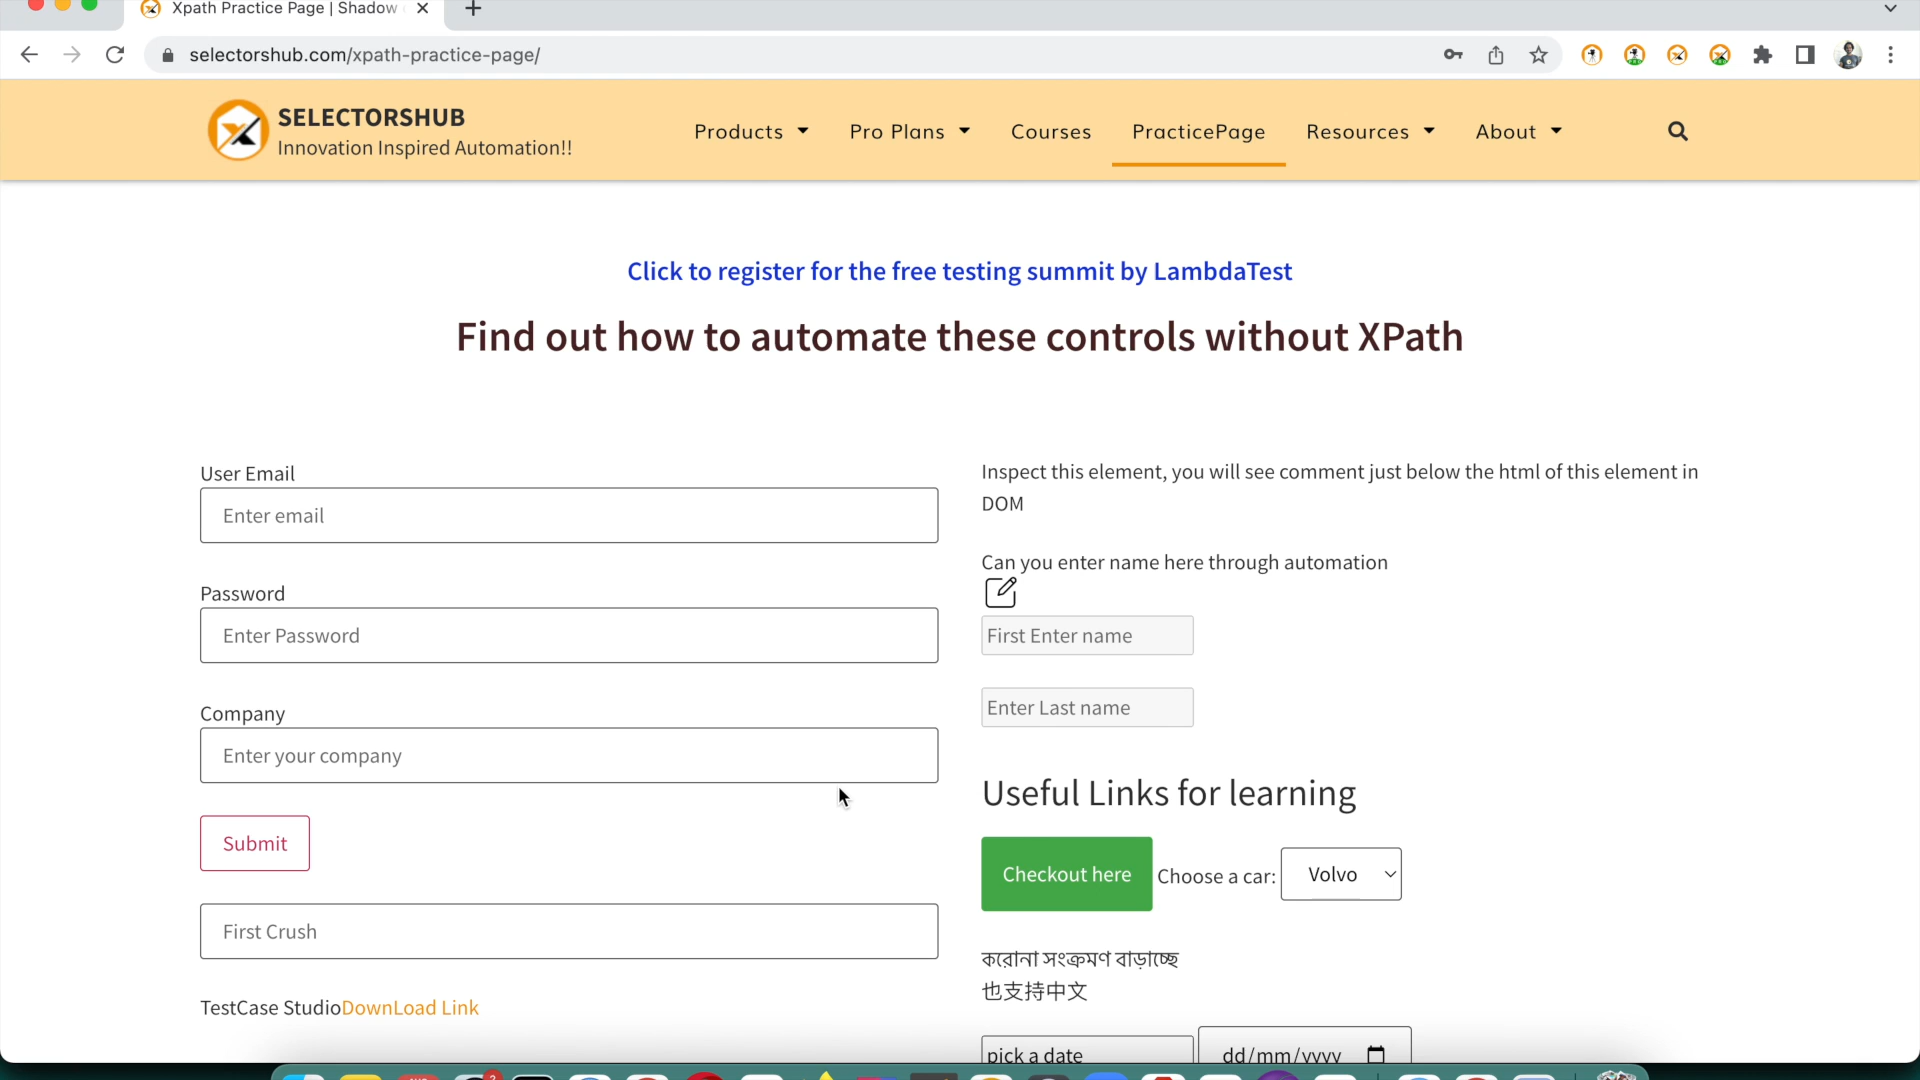 Xpath Practice Page | Shadow
selectorshub.com/xpath-practice-page/
SELECTORSHUB
Innovation Inspired Automation!!
Products
Pro Plans
Courses
PracticePage
Resources
About
Click to register for the free testing summit by LambdaTest
Find out how to automate these controls without XPath
User Email
Enter email
Password
Enter Password
Company
Enter your company
Submit
First Crush
TestCase StudioDownLoad Link
Inspect this element, you will see comment just below the html of this element in
DOM
Can you enter name here through automation
First Enter name
Enter Last name
Useful Links for learning
Checkout here
Choose a car:
Volvo
করোনা সংক্রমণ বাড়াচ্ছে
也支持中文
pick a date
dd/mm/yyyy